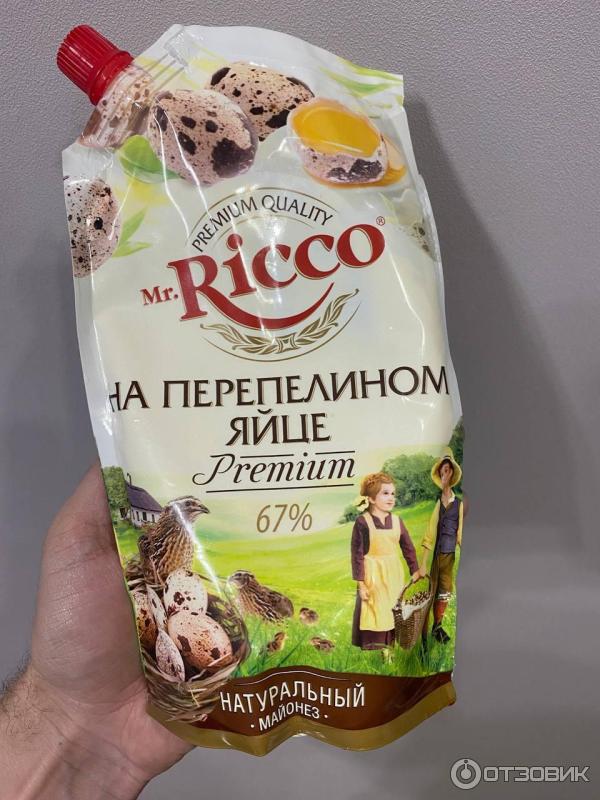 PREMIUM QUALITY
Mr. Ricco®
НА ПЕРЕПЕЛИНОМ
ЯЙЦЕ
Premium
67%
НАТУРАЛЬНЫЙ
· МАЙОНЕЗ ·
ОТЗОВИК